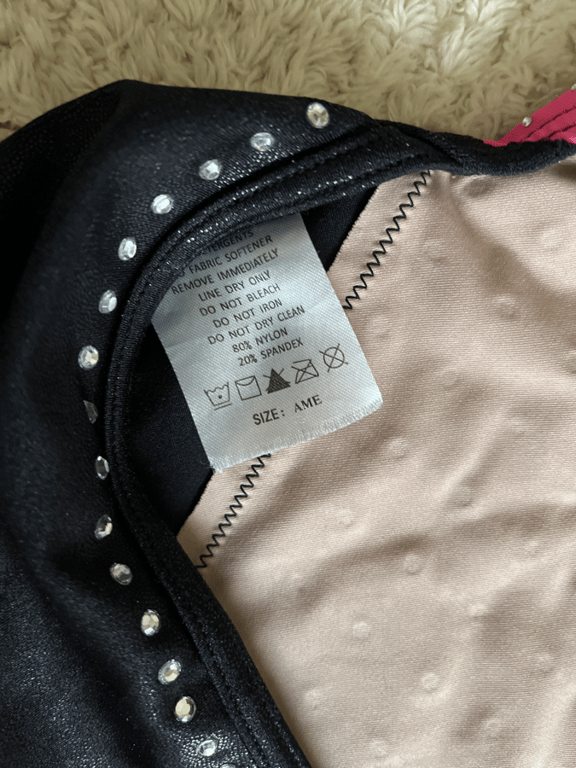 DETERGENTS
FABRIC SOFTENER
REMOVE IMMEDIATELY
LINE DRY ONLY
DO NOT BLEACH
DO NOT IRON
DO NOT DRY CLEAN
80% NYLON
20% SPANDEX
SIZE: AME